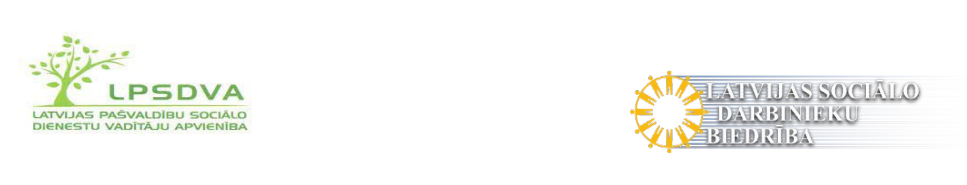 LPSDVA
LATVIJAS PAŠVALDĪBU SOCIĀLO
DIENESTU VADĪTĀJU APVIENĪBA
LATVIJAS SOCIĀLO
DARBINIEKU
BIEDRĪBA